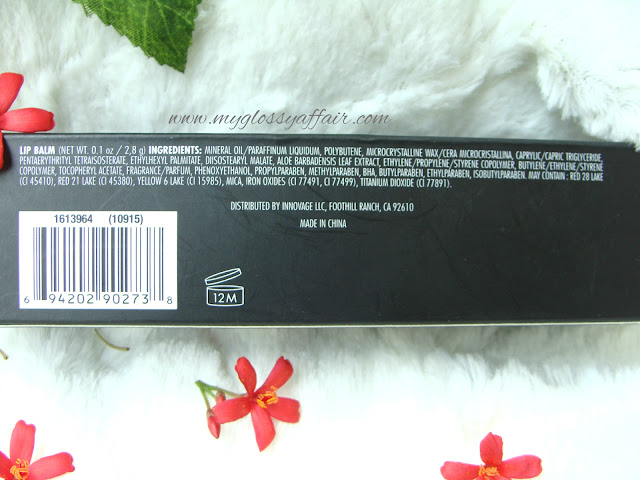 www.myglossyaffair.com
LIP BALM (NET WT. 0.1 oz / 2,8 g) INGREDIENTS: MINERAL OIL/PARAFFINUM LIQUIDUM, POLYBUTENE, MICROCRYSTALLINE WAX/CERA MICROCRISTALLINA, CAPRYLIC/CAPRIC TRIGLYCERIDE,
PENTAERYTHRITYL TETRAISOSTERATE, ETHYLHEXYL PALMITATE, DIISOSTEARYL MALATE, ALOE BARBADENSIS LEAF EXTRACT, ETHYLENE/PROPYLENE/STYRENE COPOLYMER, BUTYLENE/ETHYLENE/STYRENE
COPOLYMER, TOCOPHERYL ACETATE, FRAGRANCE/PARFUM, PHENOXYETHANOL, PROPYLPARABEN, METHYLPARABEN, BHA, BUTYLPARABEN, ETHYLPARABEN, ISOBUTYLPARABEN. MAY CONTAIN : RED 28 LAKE
(CI 45410), RED 21 LAKE (CI 45380), YELLOW 6 LAKE (CI 15985), MICA, IRON OXIDES (CI 77491, CI 77499), TITANIUM DIOXIDE (CI 77891).
DISTRIBUTED BY INNOVAGE LLC, FOOTHILL RANCH, CA 92610
MADE IN CHINA
1613964 (10915)
6 94202 90273 8
12M